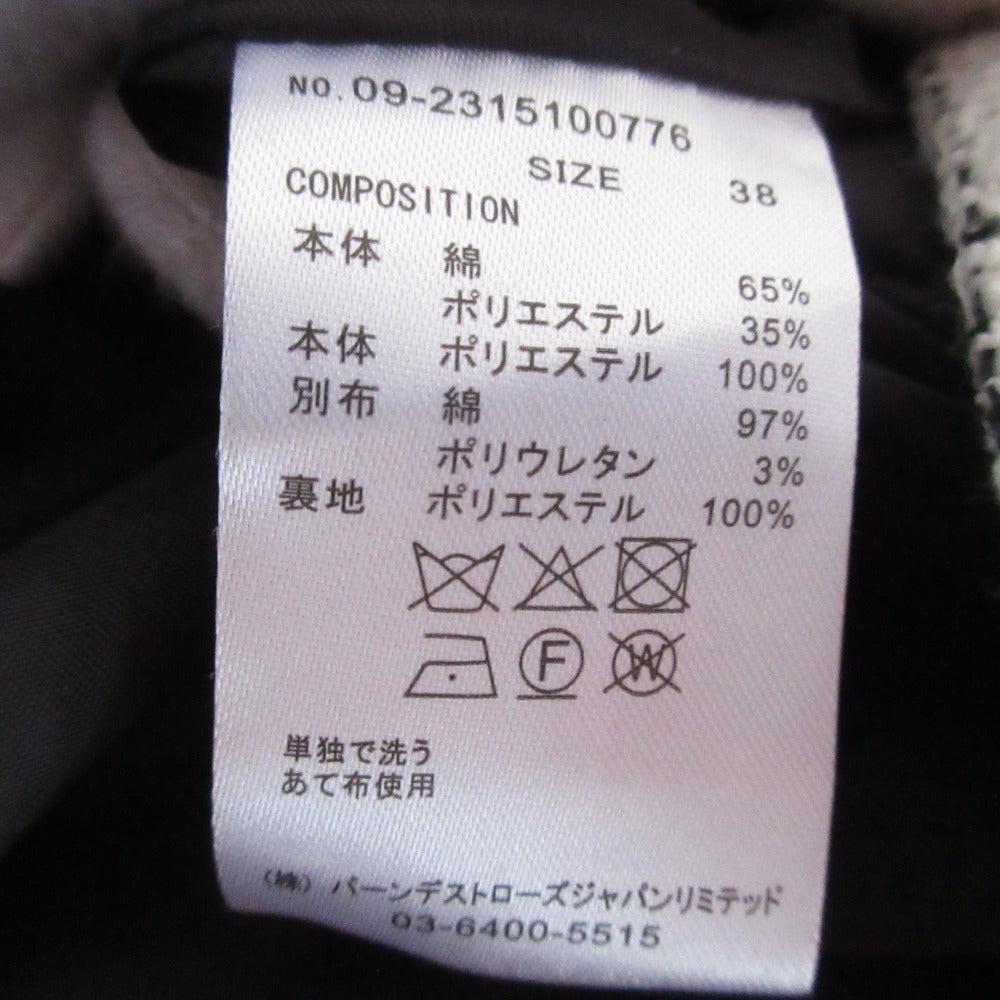 NO. 09-2315100776
SIZE 38
COMPOSITION
本体 綿 65%
ポリエステル 35%
本体 ポリエステル 100%
別布 綿 97%
ポリウレタン 3%
裏地 ポリエステル 100%
F W
単独で洗う
あて布使用
(株) バーンデストローズジャパンリミテッド
03-6400-5515